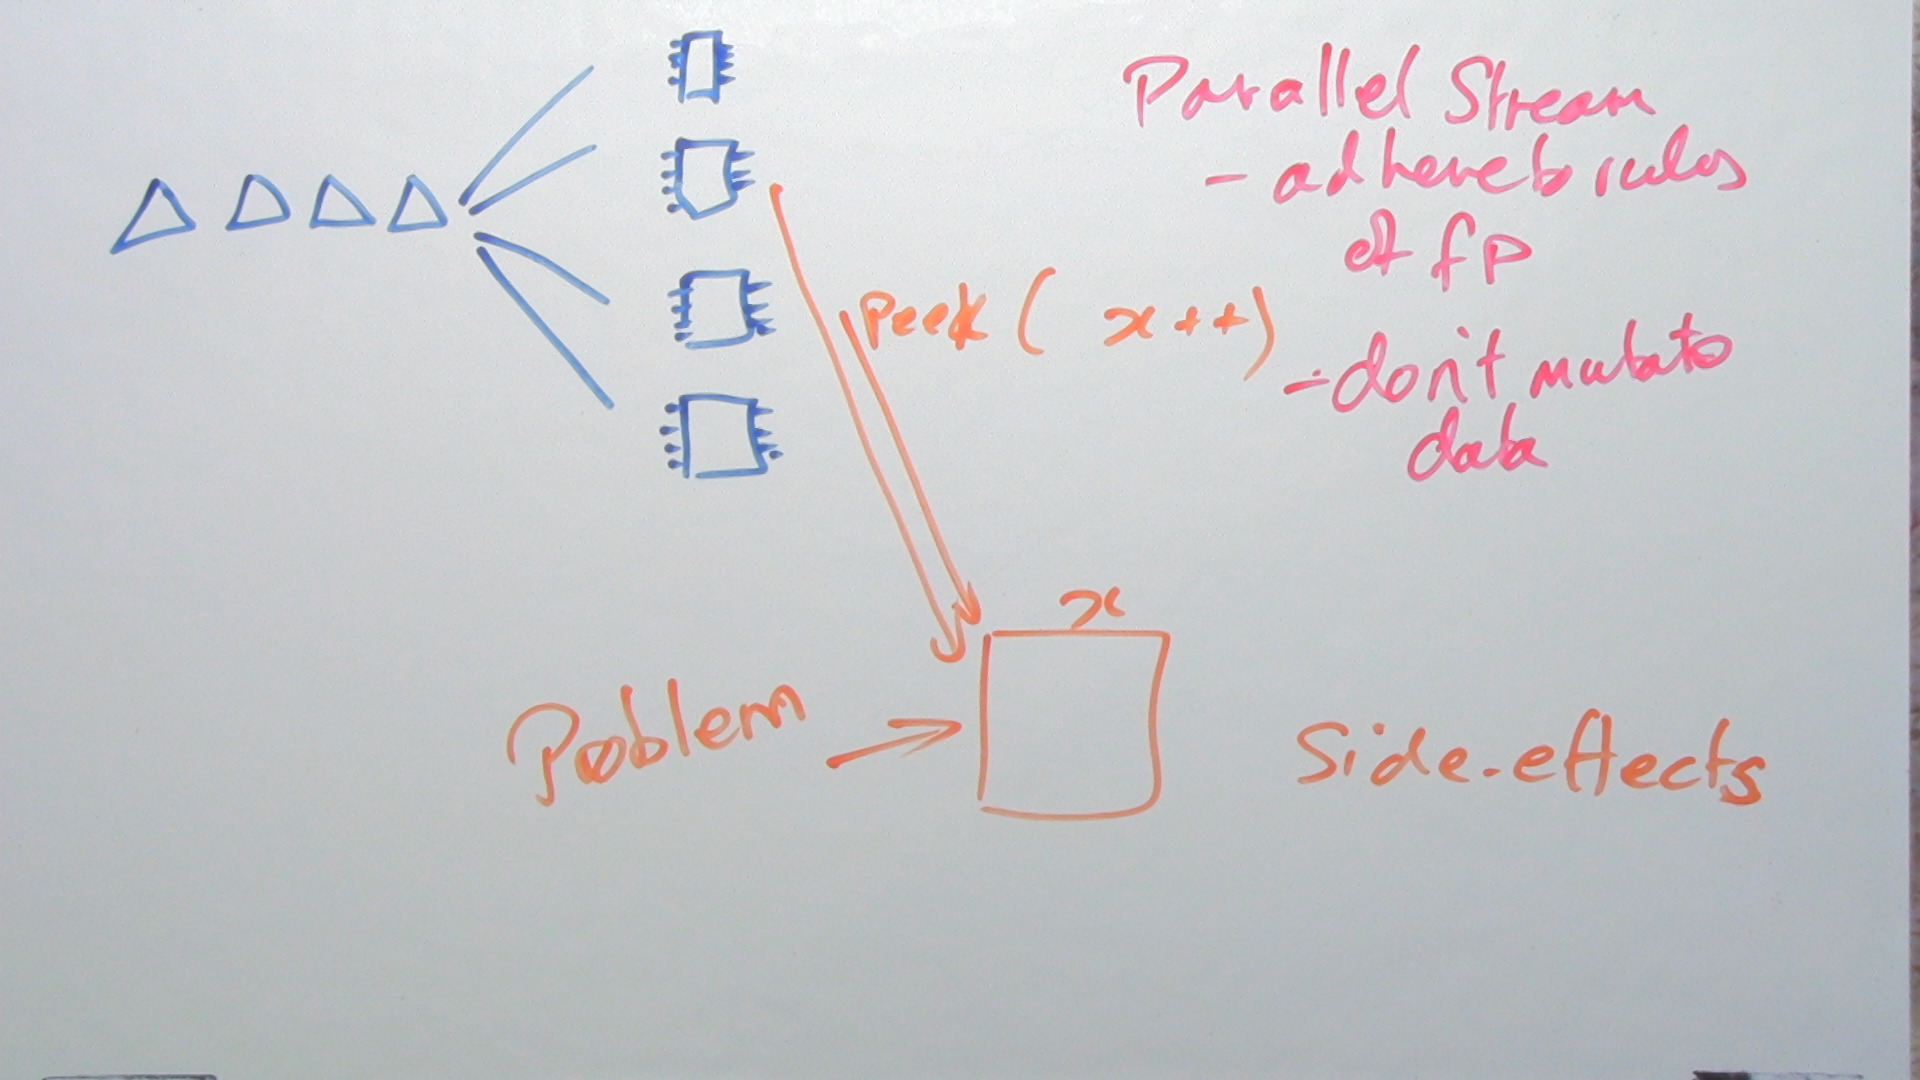 Parallel Stream
- adhere to rules
of fp
peek ( x++)
- don't mutate
data
x
Problem
Side-effects